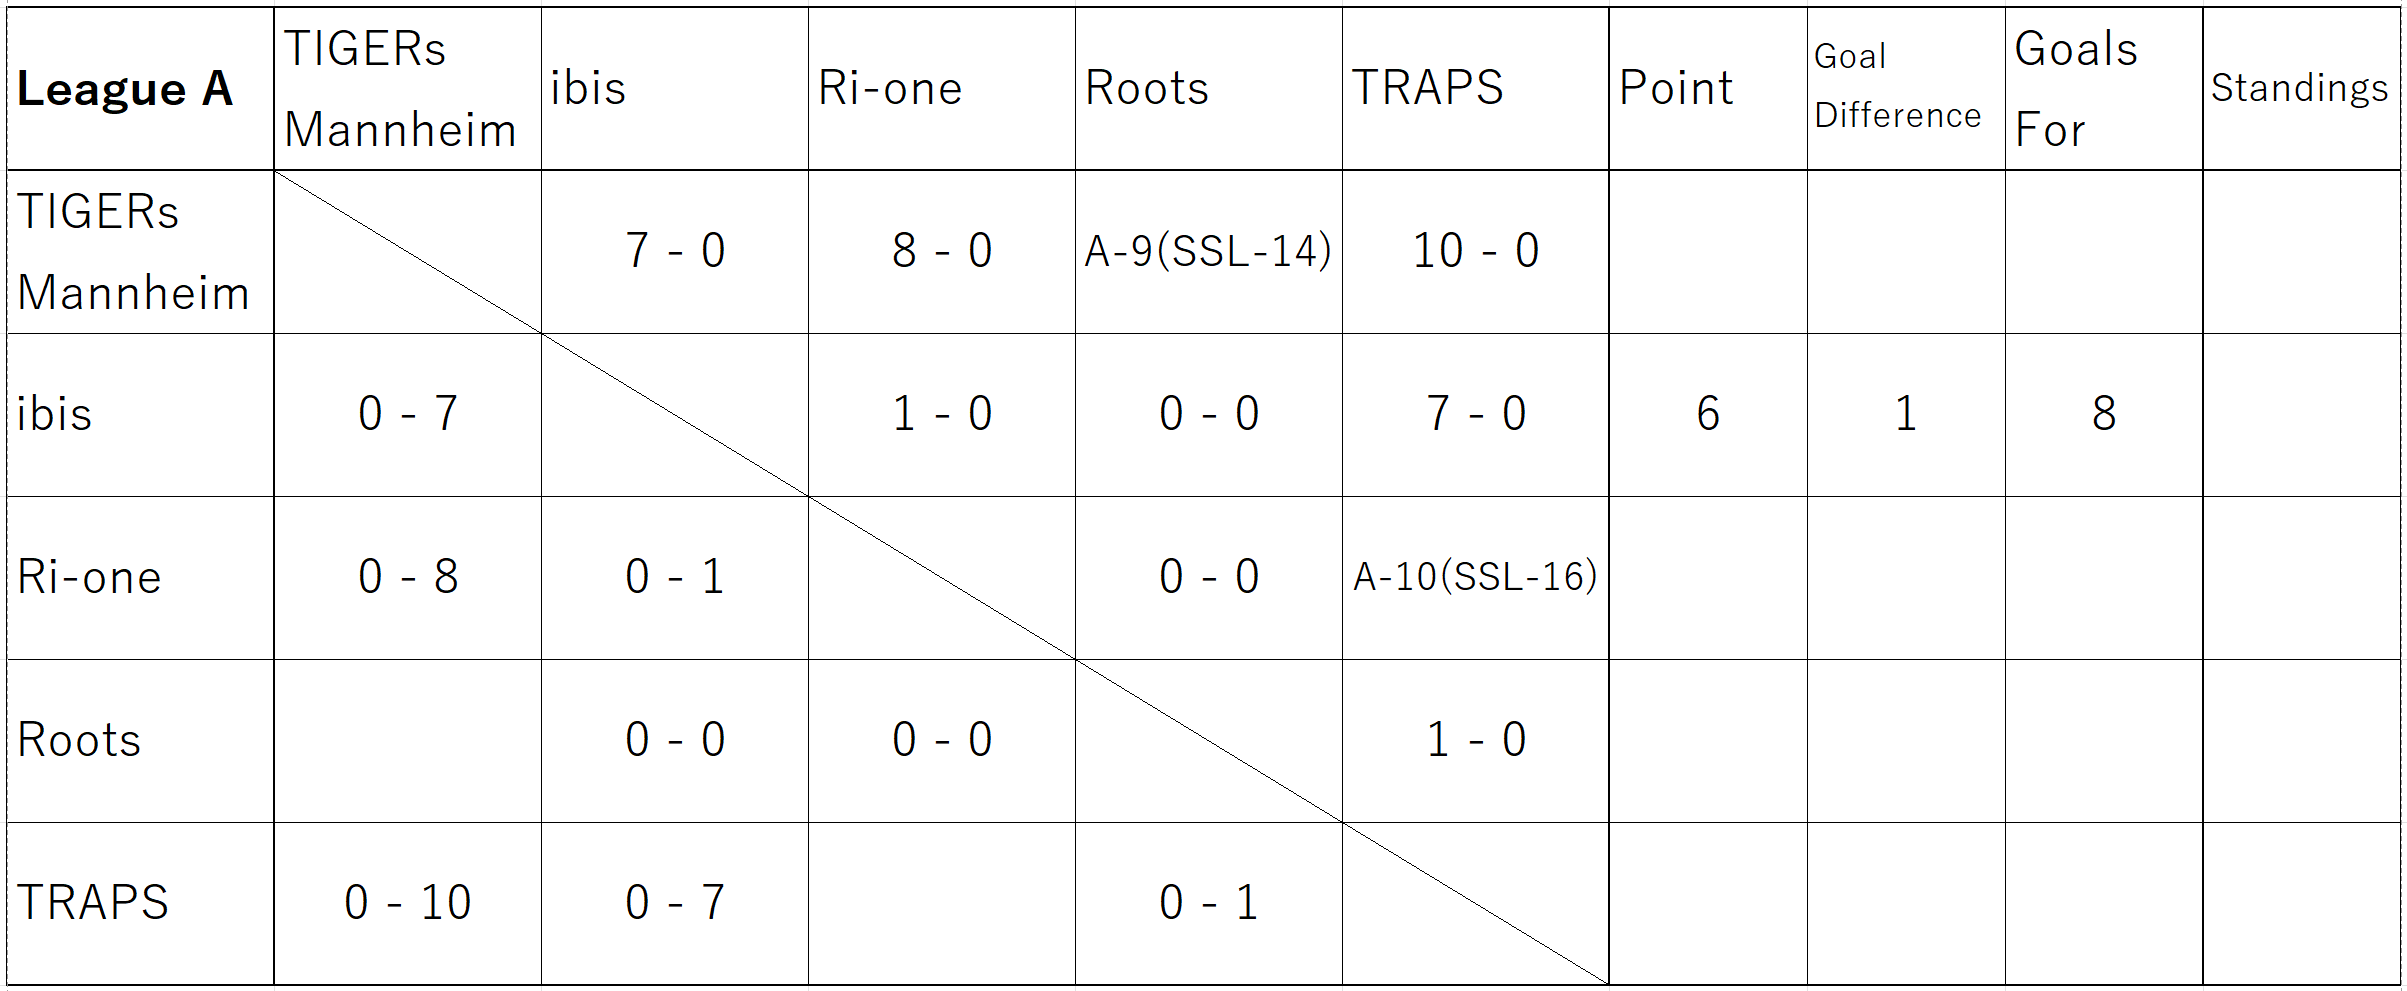 League A TIGERs Mannheim ibis Ri-one Roots TRAPS Point Goal Difference Goals For Standings
TIGERs Mannheim 7 - 0 8 - 0 A-9(SSL-14) 10 - 0
ibis 0 - 7 1 - 0 0 - 0 7 - 0 6 1 8
Ri-one 0 - 8 0 - 1 0 - 0 A-10(SSL-16)
Roots 0 - 0 0 - 0 1 - 0
TRAPS 0 - 10 0 - 7 0 - 1